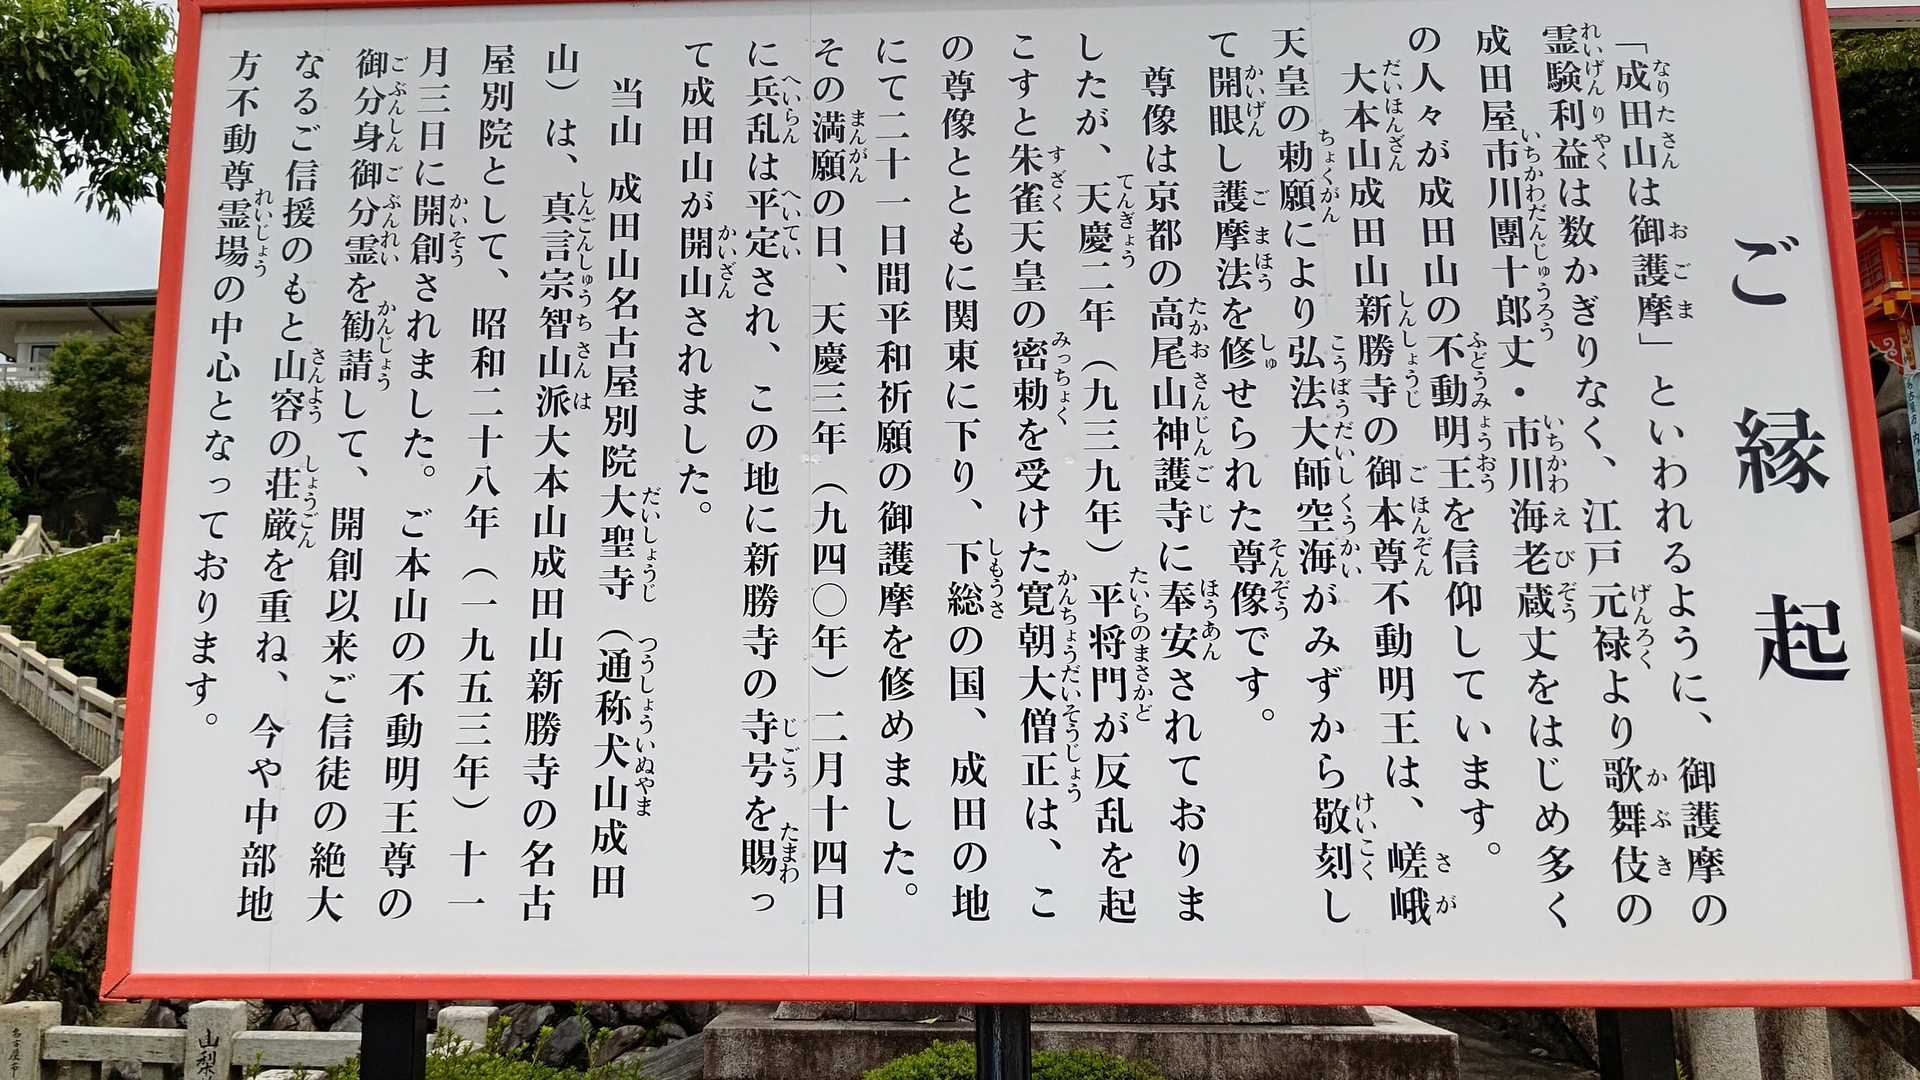 ご縁起
「成田山は御護摩」といわれるように、御護摩の
霊験利益は数かぎりなく、江戸元禄より歌舞伎の
成田屋市川團十郎丈・市川海老蔵丈をはじめ多く
の人々が成田山の不動明王を信仰しています。
大本山成田山新勝寺の御本尊不動明王は、嵯峨
天皇の勅願により弘法大師空海がみずから敬刻し
て開眼し護摩法を修せられた尊像です。
尊像は京都の高尾山神護寺に奉安されておりま
したが、天慶二年（九三九年）平将門が反乱を起
こすと朱雀天皇の密勅を受けた寛朝大僧正は、こ
の尊像とともに関東に下り、下総の国、成田の地
にて二十一日間平和祈願の御護摩を修めました。
その満願の日、天慶三年（九四〇年）二月十四日
に兵乱は平定され、この地に新勝寺の寺号を賜っ
て成田山が開山されました。
当山 成田山名古屋別院大聖寺（通称犬山成田
山）は、真言宗智山派大本山成田山新勝寺の名古
屋別院として、昭和二十八年（一九五三年）十一
月三日に開創されました。ご本山の不動明王尊の
御分身御分霊を勧請して、開創以来ご信徒の絶大
なるご信援のもと山容の荘厳を重ね、今や中部地
方不動尊霊場の中心となっております。
山梨